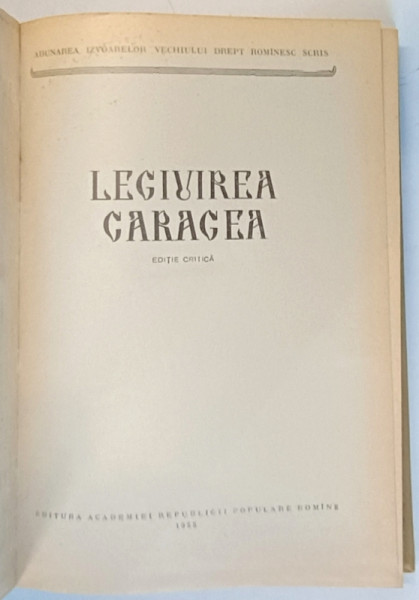 ADUNAREA IZVOARELOR VECHIULUI DREPT ROMÎNESC SCRIS
LEGIUIREA
CARAGEA
EDIȚIE CRITICĂ
EDITURA ACADEMIEI REPUBLICII POPULARE ROMÎNE
1955